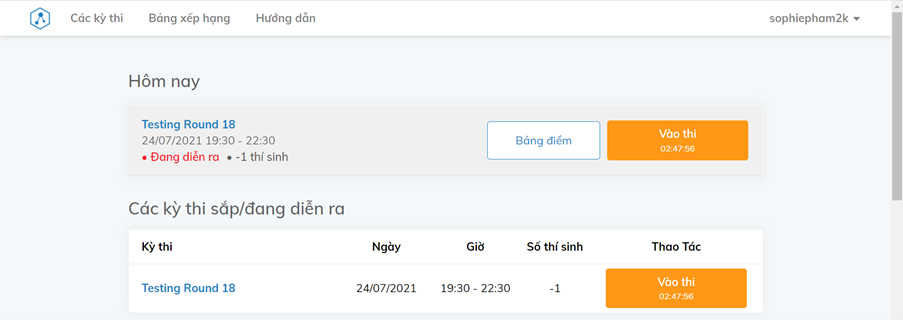 Các kỳ thi Bảng xếp hạng Hướng dẫn sophiepham2k
Hôm nay
Testing Round 18
24/07/2021 19:30 - 22:30
• Đang diễn ra • -1 thí sinh
Bảng điểm
Vào thi
02:47:56
Các kỳ thi sắp/đang diễn ra
Kỳ thi Ngày Giờ Số thí sinh Thao Tác
Testing Round 18 24/07/2021 19:30 - 22:30 -1 Vào thi
02:47:56